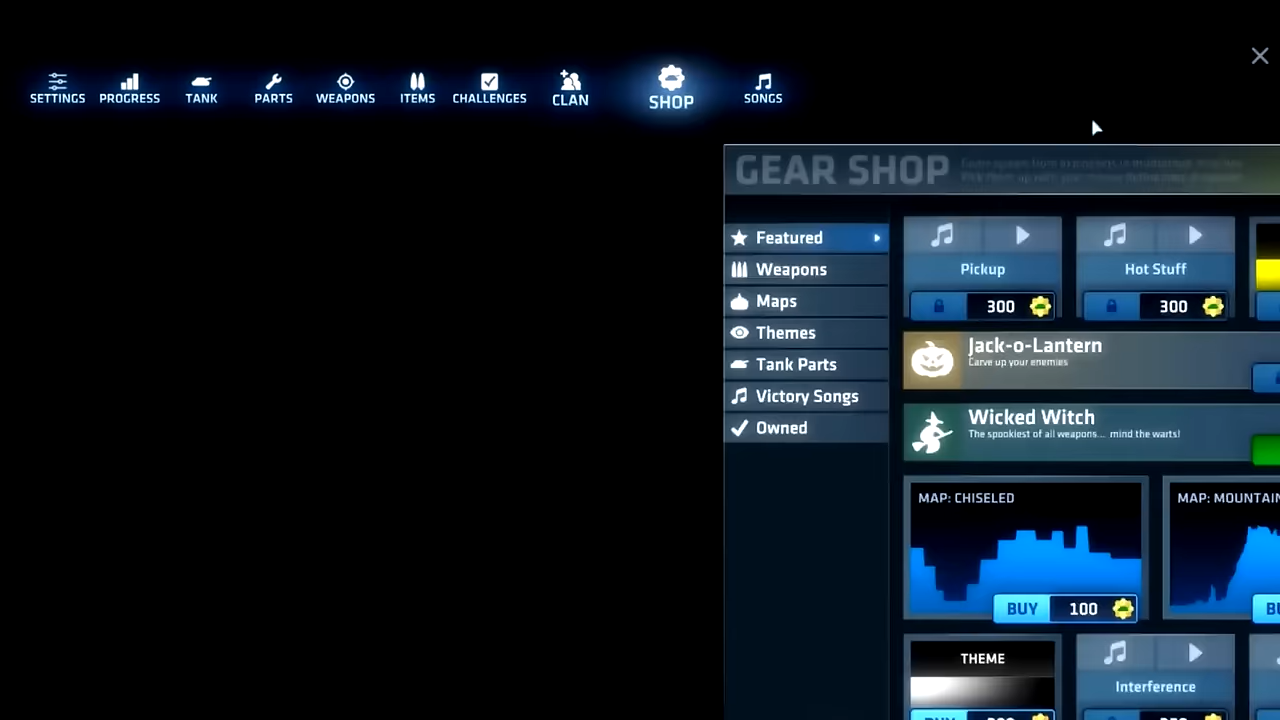 SETTINGS PROGRESS TANK PARTS WEAPONS ITEMS CHALLENGES CLAN SHOP SONGS
GEAR SHOP
Featured
Weapons
Maps
Themes
Tank Parts
Victory Songs
Owned
Pickup Hot Stuff
300 300
Jack-o-Lantern
Carve up your enemies
Wicked Witch
The spookiest of all weapons... mind the warts!
MAP: CHISELED MAP: MOUNTAIN
BUY 100
THEME
Interference